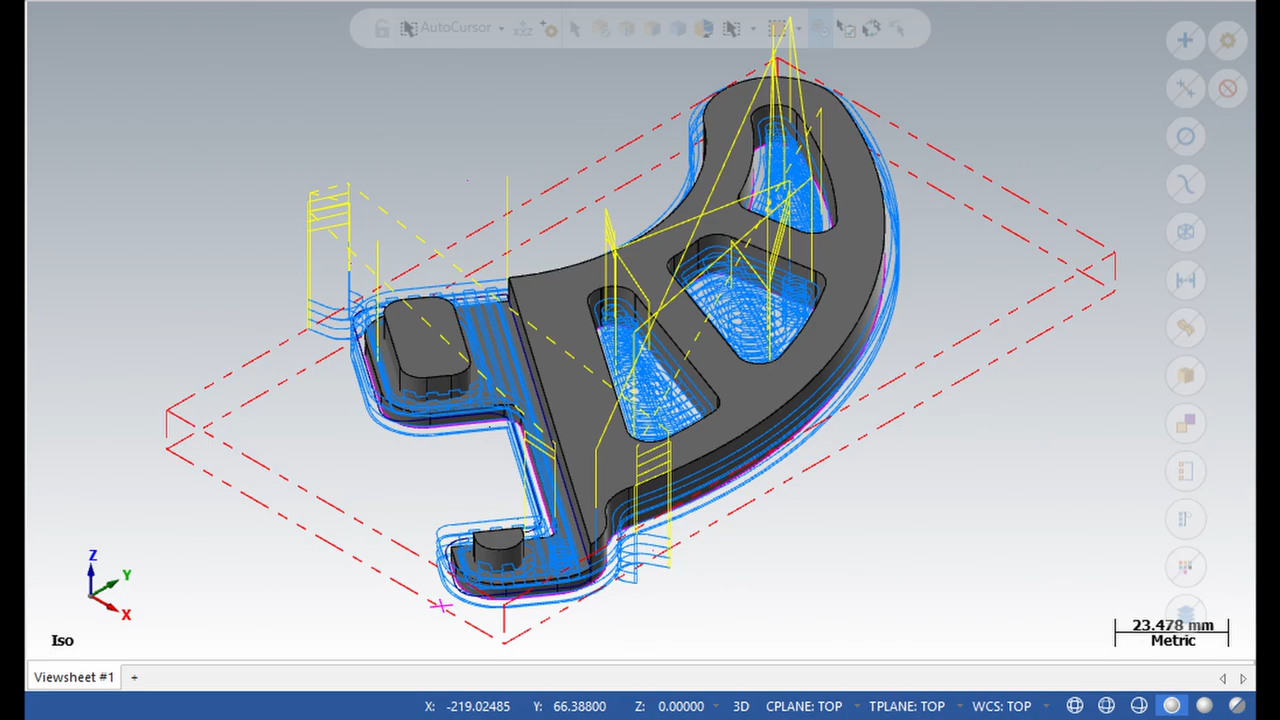 AutoCursor
Z
Y
X
Iso
23.478 mm
Metric
Viewsheet #1 +
X: -219.02485 Y: 66.38800 Z: 0.00000 3D CPLANE: TOP TPLANE: TOP WCS: TOP